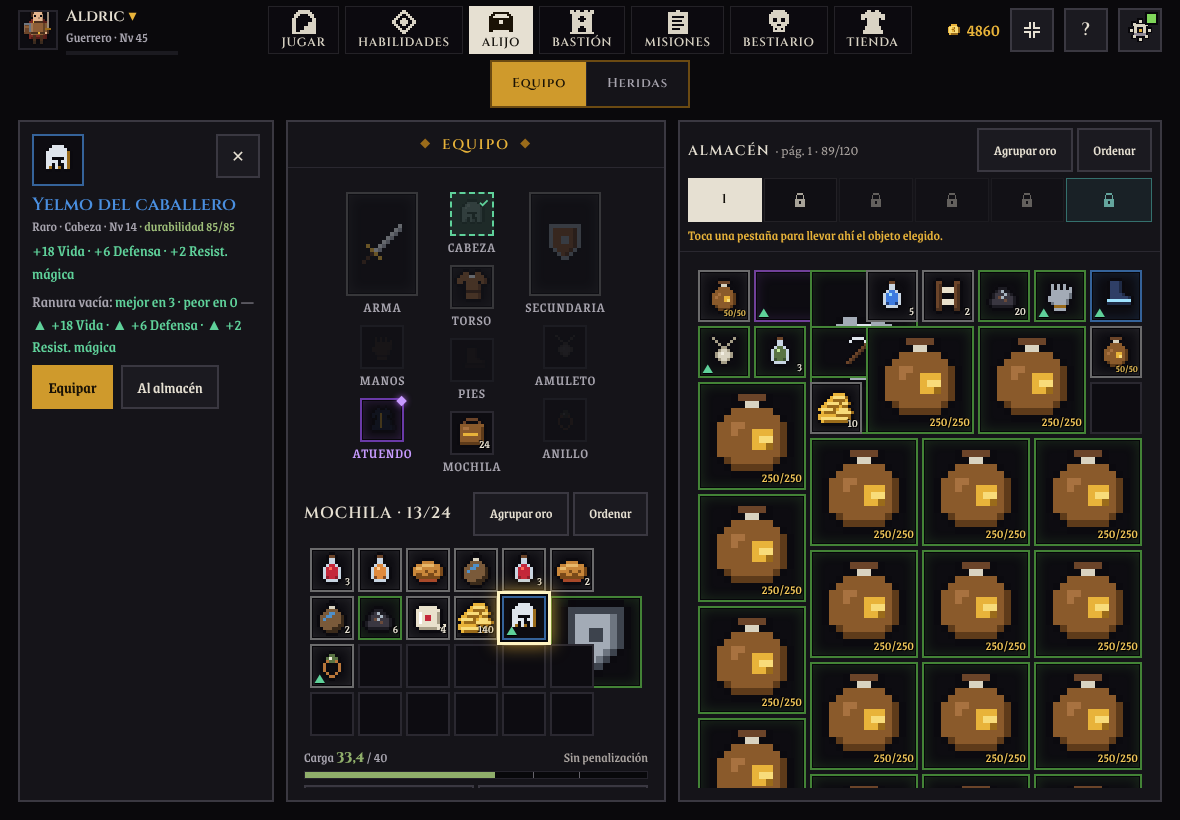 ALDRIC ▼
Guerrero · Nv 45
JUGAR
HABILIDADES
ALIJO
BASTIÓN
MISIONES
BESTIARIO
TIENDA
4860
?
EQUIPO
HERIDAS
✕
YELMO DEL CABALLERO
Raro · Cabeza · Nv 14 · durabilidad 85/85
+18 Vida · +6 Defensa · +2 Resist.
mágica
Ranura vacía: mejor en 3 · peor en 0 —
▲ +18 Vida · ▲ +6 Defensa · ▲ +2
Resist. mágica
Equipar
Al almacén
EQUIPO
ARMA
CABEZA
SECUNDARIA
TORSO
MANOS
PIES
AMULETO
ATUENDO
24
MOCHILA
ANILLO
MOCHILA · 13/24
Agrupar oro
Ordenar
3
3
2
2
6
4
140
Carga 33,4 / 40
Sin penalización
ALMACÉN · pág. 1 · 89/120
Agrupar oro
Ordenar
I
Toca una pestaña para llevar ahí el objeto elegido.
50/50
5
2
20
3
50/50
10
250/250
250/250
250/250
250/250
250/250
250/250
250/250
250/250
250/250
250/250
250/250
250/250
250/250
250/250